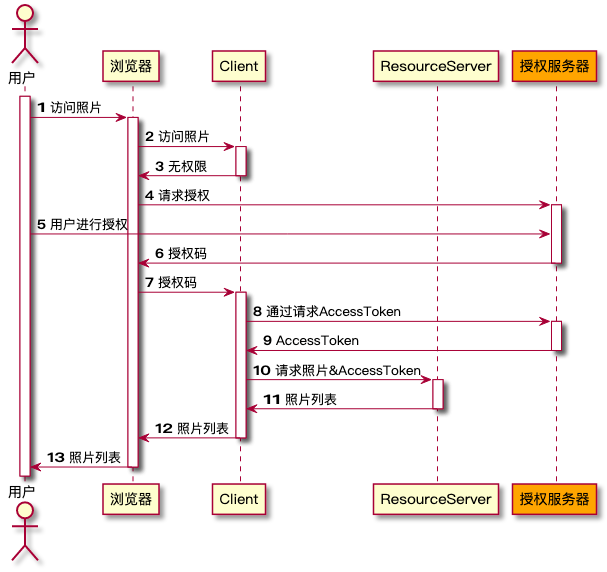 用户
浏览器
Client
ResourceServer
授权服务器
1 访问照片
2 访问照片
3 无权限
4 请求授权
5 用户进行授权
6 授权码
7 授权码
8 通过请求AccessToken
9 AccessToken
10 请求照片&AccessToken
11 照片列表
12 照片列表
13 照片列表
用户
浏览器
Client
ResourceServer
授权服务器